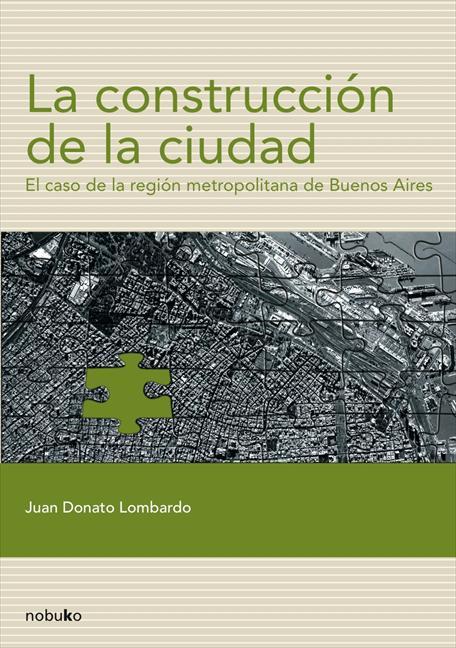 La construcción
de la ciudad
El caso de la región metropolitana de Buenos Aires
Juan Donato Lombardo
nobuko